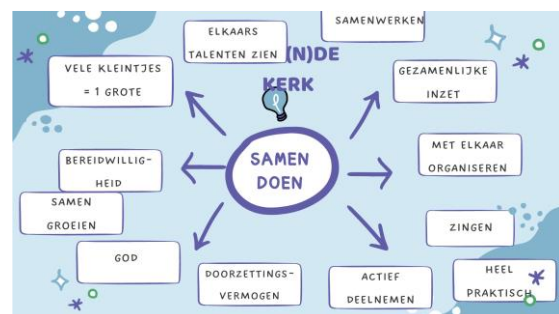 SAMENWERKEN
ELKAARS
TALENTEN ZIEN
(N)DE
KERK
VELE KLEINTJES
= 1 GROTE
GEZAMENLIJKE
INZET
BEREIDWILLIG-
HEID
SAMEN
DOEN
MET ELKAAR
ORGANISEREN
SAMEN
GROEIEN
ZINGEN
GOD
DOORZETTINGS-
VERMOGEN
ACTIEF
DEELNEMEN
HEEL
PRAKTISCH